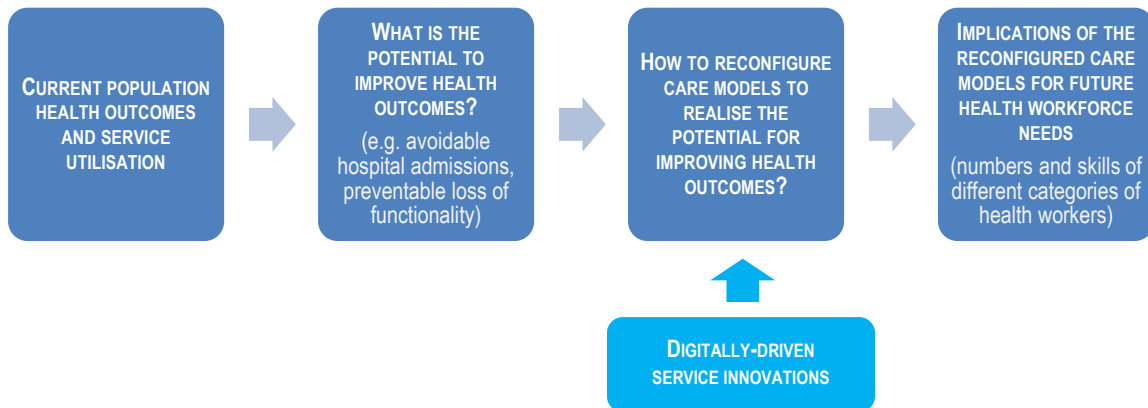 CURRENT POPULATION
HEALTH OUTCOMES
AND SERVICE
UTILISATION
WHAT IS THE
POTENTIAL TO
IMPROVE HEALTH
OUTCOMES?
(e.g. avoidable
hospital admissions,
preventable loss of
functionality)
HOW TO RECONFIGURE
CARE MODELS TO
REALISE THE
POTENTIAL FOR
IMPROVING HEALTH
OUTCOMES?
IMPLICATIONS OF THE
RECONFIGURED CARE
MODELS FOR FUTURE
HEALTH WORKFORCE
NEEDS
(numbers and skills of
different categories of
health workers)
DIGITALLY-DRIVEN
SERVICE INNOVATIONS